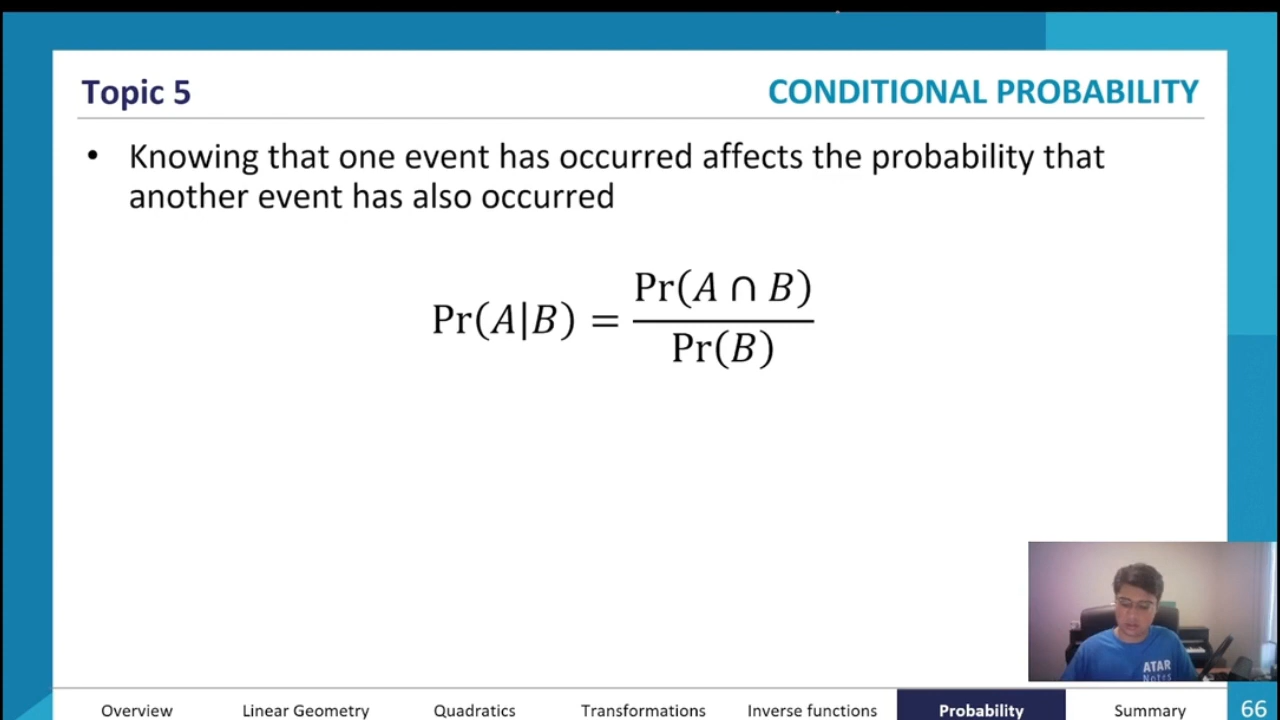 Topic 5
CONDITIONAL PROBABILITY
• Knowing that one event has occurred affects the probability that
another event has also occurred
Pr(A|B) = Pr(A ∩ B) / Pr(B)
ATAR
Notes
Overview
Linear Geometry
Quadratics
Transformations
Inverse functions
Probability
Summary
66